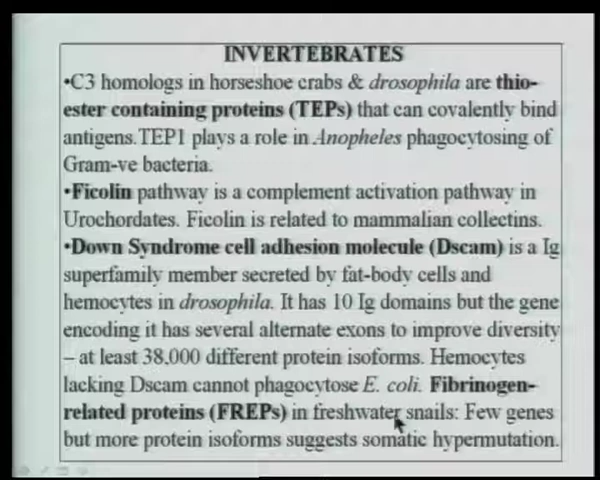 INVERTEBRATES
•C3 homologs in horseshoe crabs & drosophila are thio-
ester containing proteins (TEPs) that can covalently bind
antigens.TEP1 plays a role in Anopheles phagocytosing of
Gram-ve bacteria.
•Ficolin pathway is a complement activation pathway in
Urochordates. Ficolin is related to mammalian collectins.
•Down Syndrome cell adhesion molecule (Dscam) is a Ig
superfamily member secreted by fat-body cells and
hemocytes in drosophila. It has 10 Ig domains but the gene
encoding it has several alternate exons to improve diversity
– at least 38,000 different protein isoforms. Hemocytes
lacking Dscam cannot phagocytose E. coli. Fibrinogen-
related proteins (FREPs) in freshwater snails: Few genes
but more protein isoforms suggests somatic hypermutation.